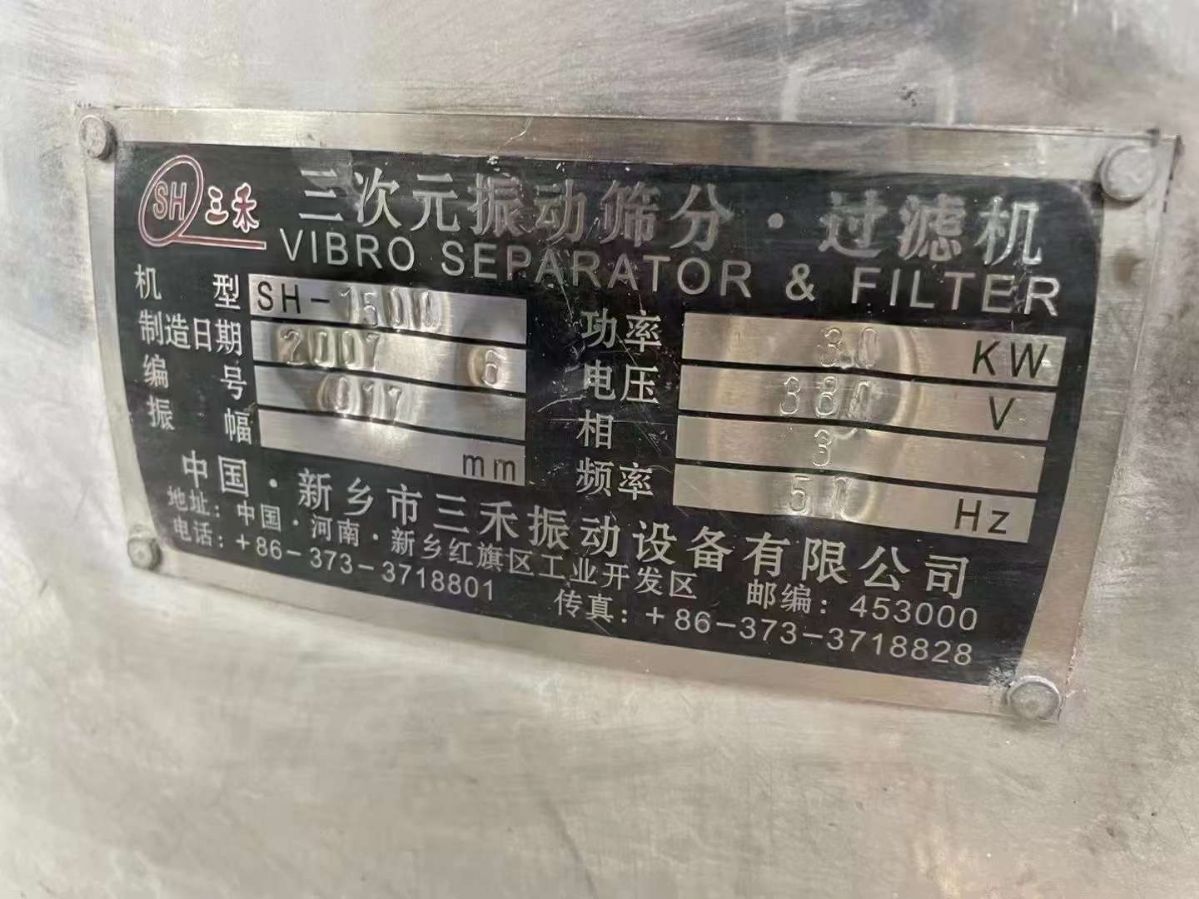 SH 三禾 三次元振动筛分·过滤机
VIBRO SEPARATOR & FILTER
机型 SH-1500
制造日期 2007 6
编号 011
振幅 mm
功率 30 KW
电压 380 V
相 3
频率 50 Hz
中国·新乡市三禾振动设备有限公司
地址：中国·河南·新乡红旗区工业开发区 邮编：453000
电话：+86-373-3718801 传真：+86-373-3718828